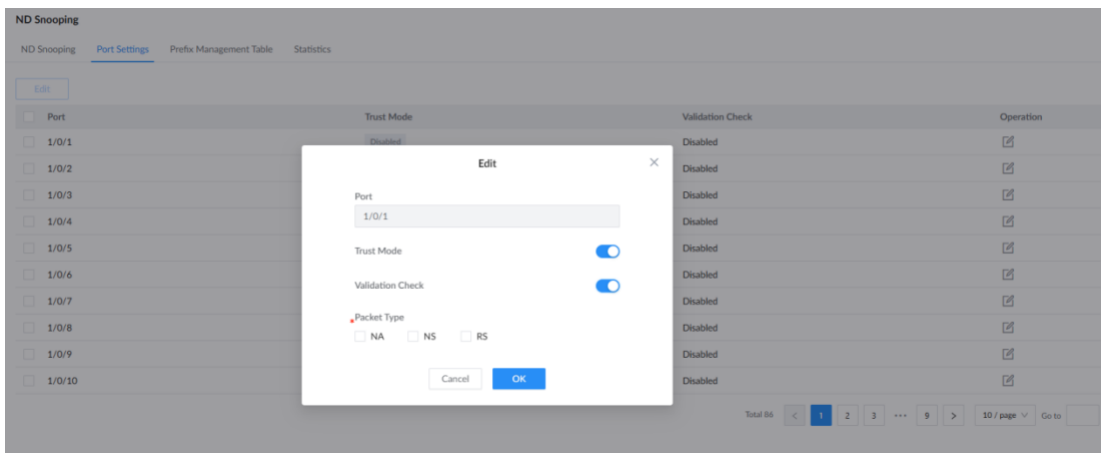 ND Snooping
ND Snooping Port Settings Prefix Management Table Statistics
Edit
Port Trust Mode Validation Check Operation
1/0/1 Disabled Disabled
1/0/2 Disabled
1/0/3 Disabled
1/0/4 Disabled
1/0/5 Disabled
1/0/6 Disabled
1/0/7 Disabled
1/0/8 Disabled
1/0/9 Disabled
1/0/10 Disabled
Edit
Port
1/0/1
Trust Mode
Validation Check
*Packet Type
NA NS RS
Cancel OK
Total 86 < 1 2 3 ••• 9 > 10 / page Go to